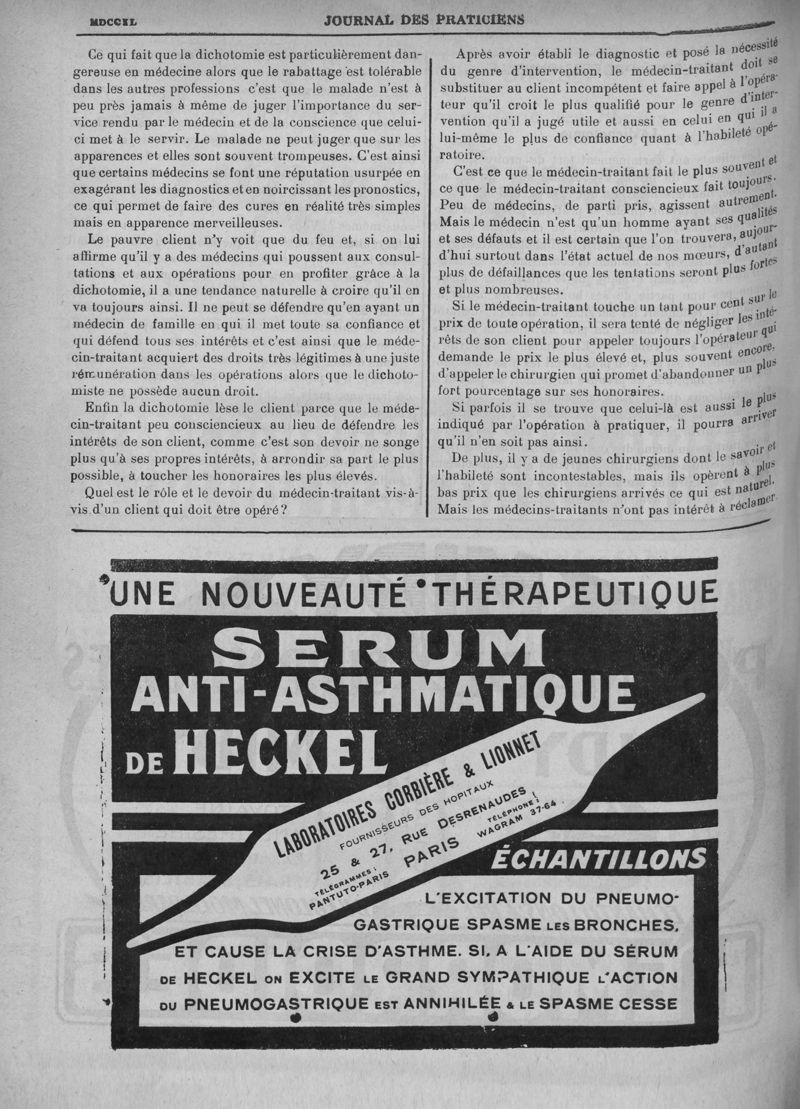 MDCCXL
JOURNAL DES PRATICIENS
Ce qui fait que la dichotomie est particulièrement dan-
gereuse en médecine alors que le rabattage est tolérable
dans les autres professions c'est que le malade n'est à
peu près jamais à même de juger l'importance du ser-
vice rendu par le médecin et de la conscience que celui-
ci met à le servir. Le malade ne peut juger que sur les
apparences et elles sont souvent trompeuses. C'est ainsi
que certains médecins se font une réputation usurpée en
exagérant les diagnostics et en noircissant les pronostics,
ce qui permet de faire des cures en réalité très simples
mais en apparence merveilleuses.
Le pauvre client n'y voit que du feu et, si on lui
affirme qu'il y a des médecins qui poussent aux consul-
tations et aux opérations pour en profiter grâce à la
dichotomie, il a une tendance naturelle à croire qu'il en
va toujours ainsi. Il ne peut se défendre qu'en ayant un
médecin de famille en qui il met toute sa confiance et
qui défend tous ses intérêts et c'est ainsi que le méde-
cin-traitant acquiert des droits très légitimes à une juste
rémunération dans les opérations alors que le dichoto-
miste ne possède aucun droit.
Enfin la dichotomie lèse le client parce que le méde-
cin-traitant peu consciencieux au lieu de défendre les
intérêts de son client, comme c'est son devoir ne songe
plus qu'à ses propres intérêts, à arrondir sa part le plus
possible, à toucher les honoraires les plus élevés.
Quel est le rôle et le devoir du médecin-traitant vis-à-
vis d'un client qui doit être opéré ?
Après avoir établi le diagnostic et posé la nécessité
du genre d'intervention, le médecin-traitant doit se
substituer au client incompétent et faire appel à l'opéra-
teur qu'il croit le plus qualifié pour le genre d'inter-
vention qu'il a jugé utile et aussi en celui en qui il a
lui-même le plus de confiance quant à l'habileté opé-
ratoire.
C'est ce que le médecin-traitant fait le plus souvent et
ce que le médecin-traitant consciencieux fait toujours.
Peu de médecins, de parti pris, agissent autrement.
Mais le médecin n'est qu'un homme ayant ses qualités
et ses défauts et il est certain que l'on trouvera, aujour-
d'hui surtout dans l'état actuel de nos mœurs, d'autant
plus de défaillances que les tentations seront plus fortes
et plus nombreuses.
Si le médecin-traitant touche un tant pour cent sur le
prix de toute opération, il sera tenté de négliger les inté-
rêts de son client pour appeler toujours l'opérateur qui
demande le prix le plus élevé et, plus souvent encore,
d'appeler le chirurgien qui promet d'abandonner un plus
fort pourcentage sur ses honoraires.
Si parfois il se trouve que celui-là est aussi le plus
indiqué par l'opération à pratiquer, il pourra arriver
qu'il n'en soit pas ainsi.
De plus, il y a de jeunes chirurgiens dont le savoir et
l'habileté sont incontestables, mais ils opèrent à plus
bas prix que les chirurgiens arrivés ce qui est naturel.
Mais les médecins-traitants n'ont pas intérêt à réclamer
UNE NOUVEAUTÉ THÉRAPEUTIQUE
SERUM
ANTI-ASTHMATIQUE
DE HECKEL
LABORATOIRES CORBIÈRE & LIONNET
FOURNISSEURS DES HOPITAUX
25 & 27, RUE DESRENAUDES
TÉLÉGRAMMES:
PANTUTO-PARIS
PARIS
TÉLÉPHONE:
WAGRAM 37-64
ÉCHANTILLONS
L'EXCITATION DU PNEUMO-
GASTRIQUE SPASME LES BRONCHES,
ET CAUSE LA CRISE D'ASTHME. SI, A L'AIDE DU SÉRUM
DE HECKEL ON EXCITE LE GRAND SYMPATHIQUE L'ACTION
DU PNEUMOGASTRIQUE EST ANNIHILÉE & LE SPASME CESSE